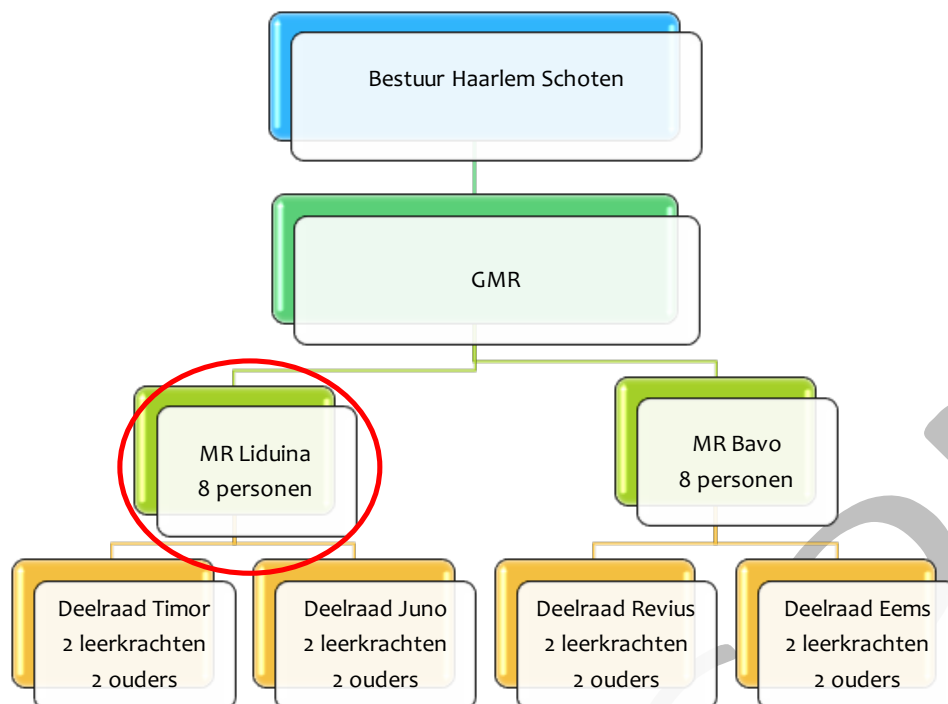 Bestuur Haarlem Schoten
GMR
MR Liduina
8 personen
MR Bavo
8 personen
Deelraad Timor
2 leerkrachten
2 ouders
Deelraad Juno
2 leerkrachten
2 ouders
Deelraad Revius
2 leerkrachten
2 ouders
Deelraad Eems
2 leerkrachten
2 ouders